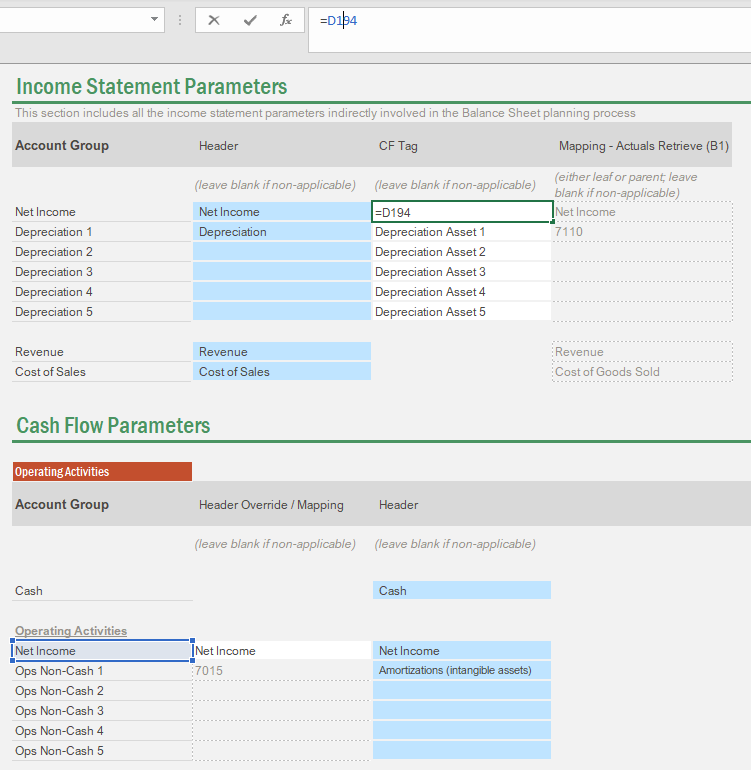 =D194
Income Statement Parameters
This section includes all the income statement parameters indirectly involved in the Balance Sheet planning process
Account Group Header CF Tag Mapping - Actuals Retrieve (B1)
(leave blank if non-applicable) (leave blank if non-applicable) (either leaf or parent; leave
blank if non-applicable)
Net Income Net Income =D194 Net Income
Depreciation 1 Depreciation Depreciation Asset 1 7110
Depreciation 2 Depreciation Asset 2
Depreciation 3 Depreciation Asset 3
Depreciation 4 Depreciation Asset 4
Depreciation 5 Depreciation Asset 5
Revenue Revenue Revenue
Cost of Sales Cost of Sales Cost of Goods Sold
Cash Flow Parameters
Operating Activities
Account Group Header Override / Mapping Header
(leave blank if non-applicable) (leave blank if non-applicable)
Cash Cash
Operating Activities
Net Income Net Income Net Income
Ops Non-Cash 1 7015 Amortizations (intangible assets)
Ops Non-Cash 2
Ops Non-Cash 3
Ops Non-Cash 4
Ops Non-Cash 5